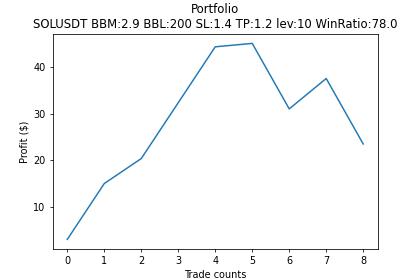 Portfolio
SOLUSDT BBM:2.9 BBL:200 SL:1.4 TP:1.2 lev:10 WinRatio:78.0
Profit ($)
40
30
20
10
0 1 2 3 4 5 6 7 8
Trade counts